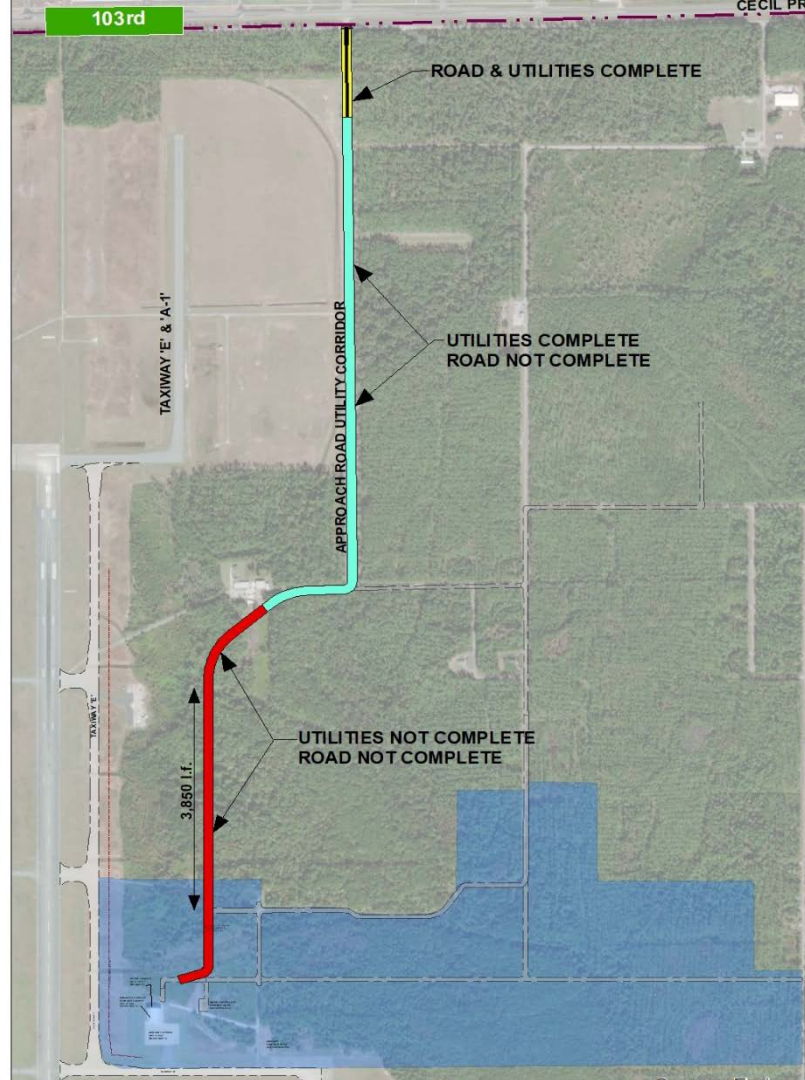 CECIL PR
103rd
ROAD & UTILITIES COMPLETE
TAXIWAY 'E' & 'A-1'
APPROACH ROAD UTILITY CORRIDOR
UTILITIES COMPLETE
ROAD NOT COMPLETE
TAXIWAY 'E'
3,850 l.f.
UTILITIES NOT COMPLETE
ROAD NOT COMPLETE